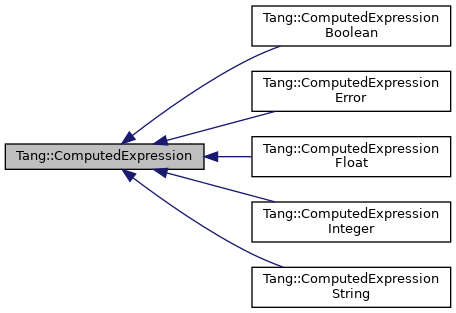 Tang::ComputedExpression
Boolean
Tang::ComputedExpression
Error
Tang::ComputedExpression
Tang::ComputedExpression
Float
Tang::ComputedExpression
Integer
Tang::ComputedExpression
String